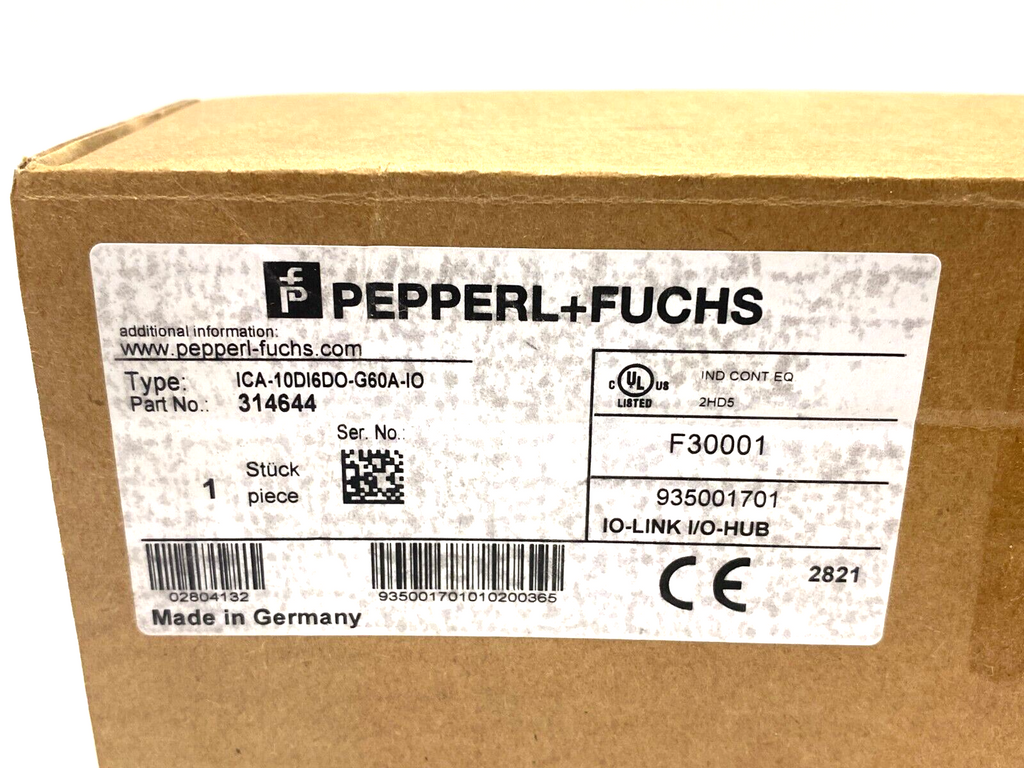 PEPPERL+FUCHS
additional information:
www.pepperl-fuchs.com
Type: ICA-10DI6DO-G60A-IO
Part No.: 314644
Ser. No.:
1 Stück
piece
C UL US
LISTED
IND CONT EQ
2HD5
F30001
935001701
IO-LINK I/O-HUB
02804132
935001701010200365
CE 2821
Made in Germany